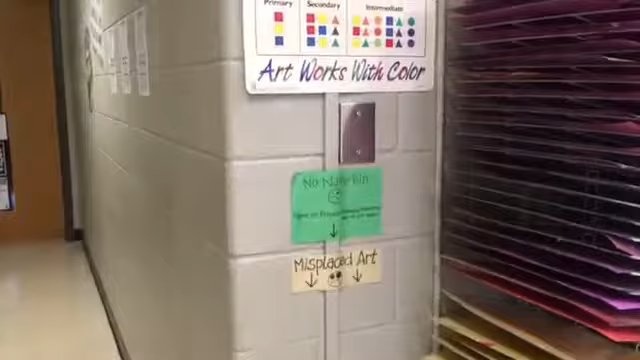 Primary Secondary Intermediate
Art Works With Color
No Name Bin
Misplaced Art